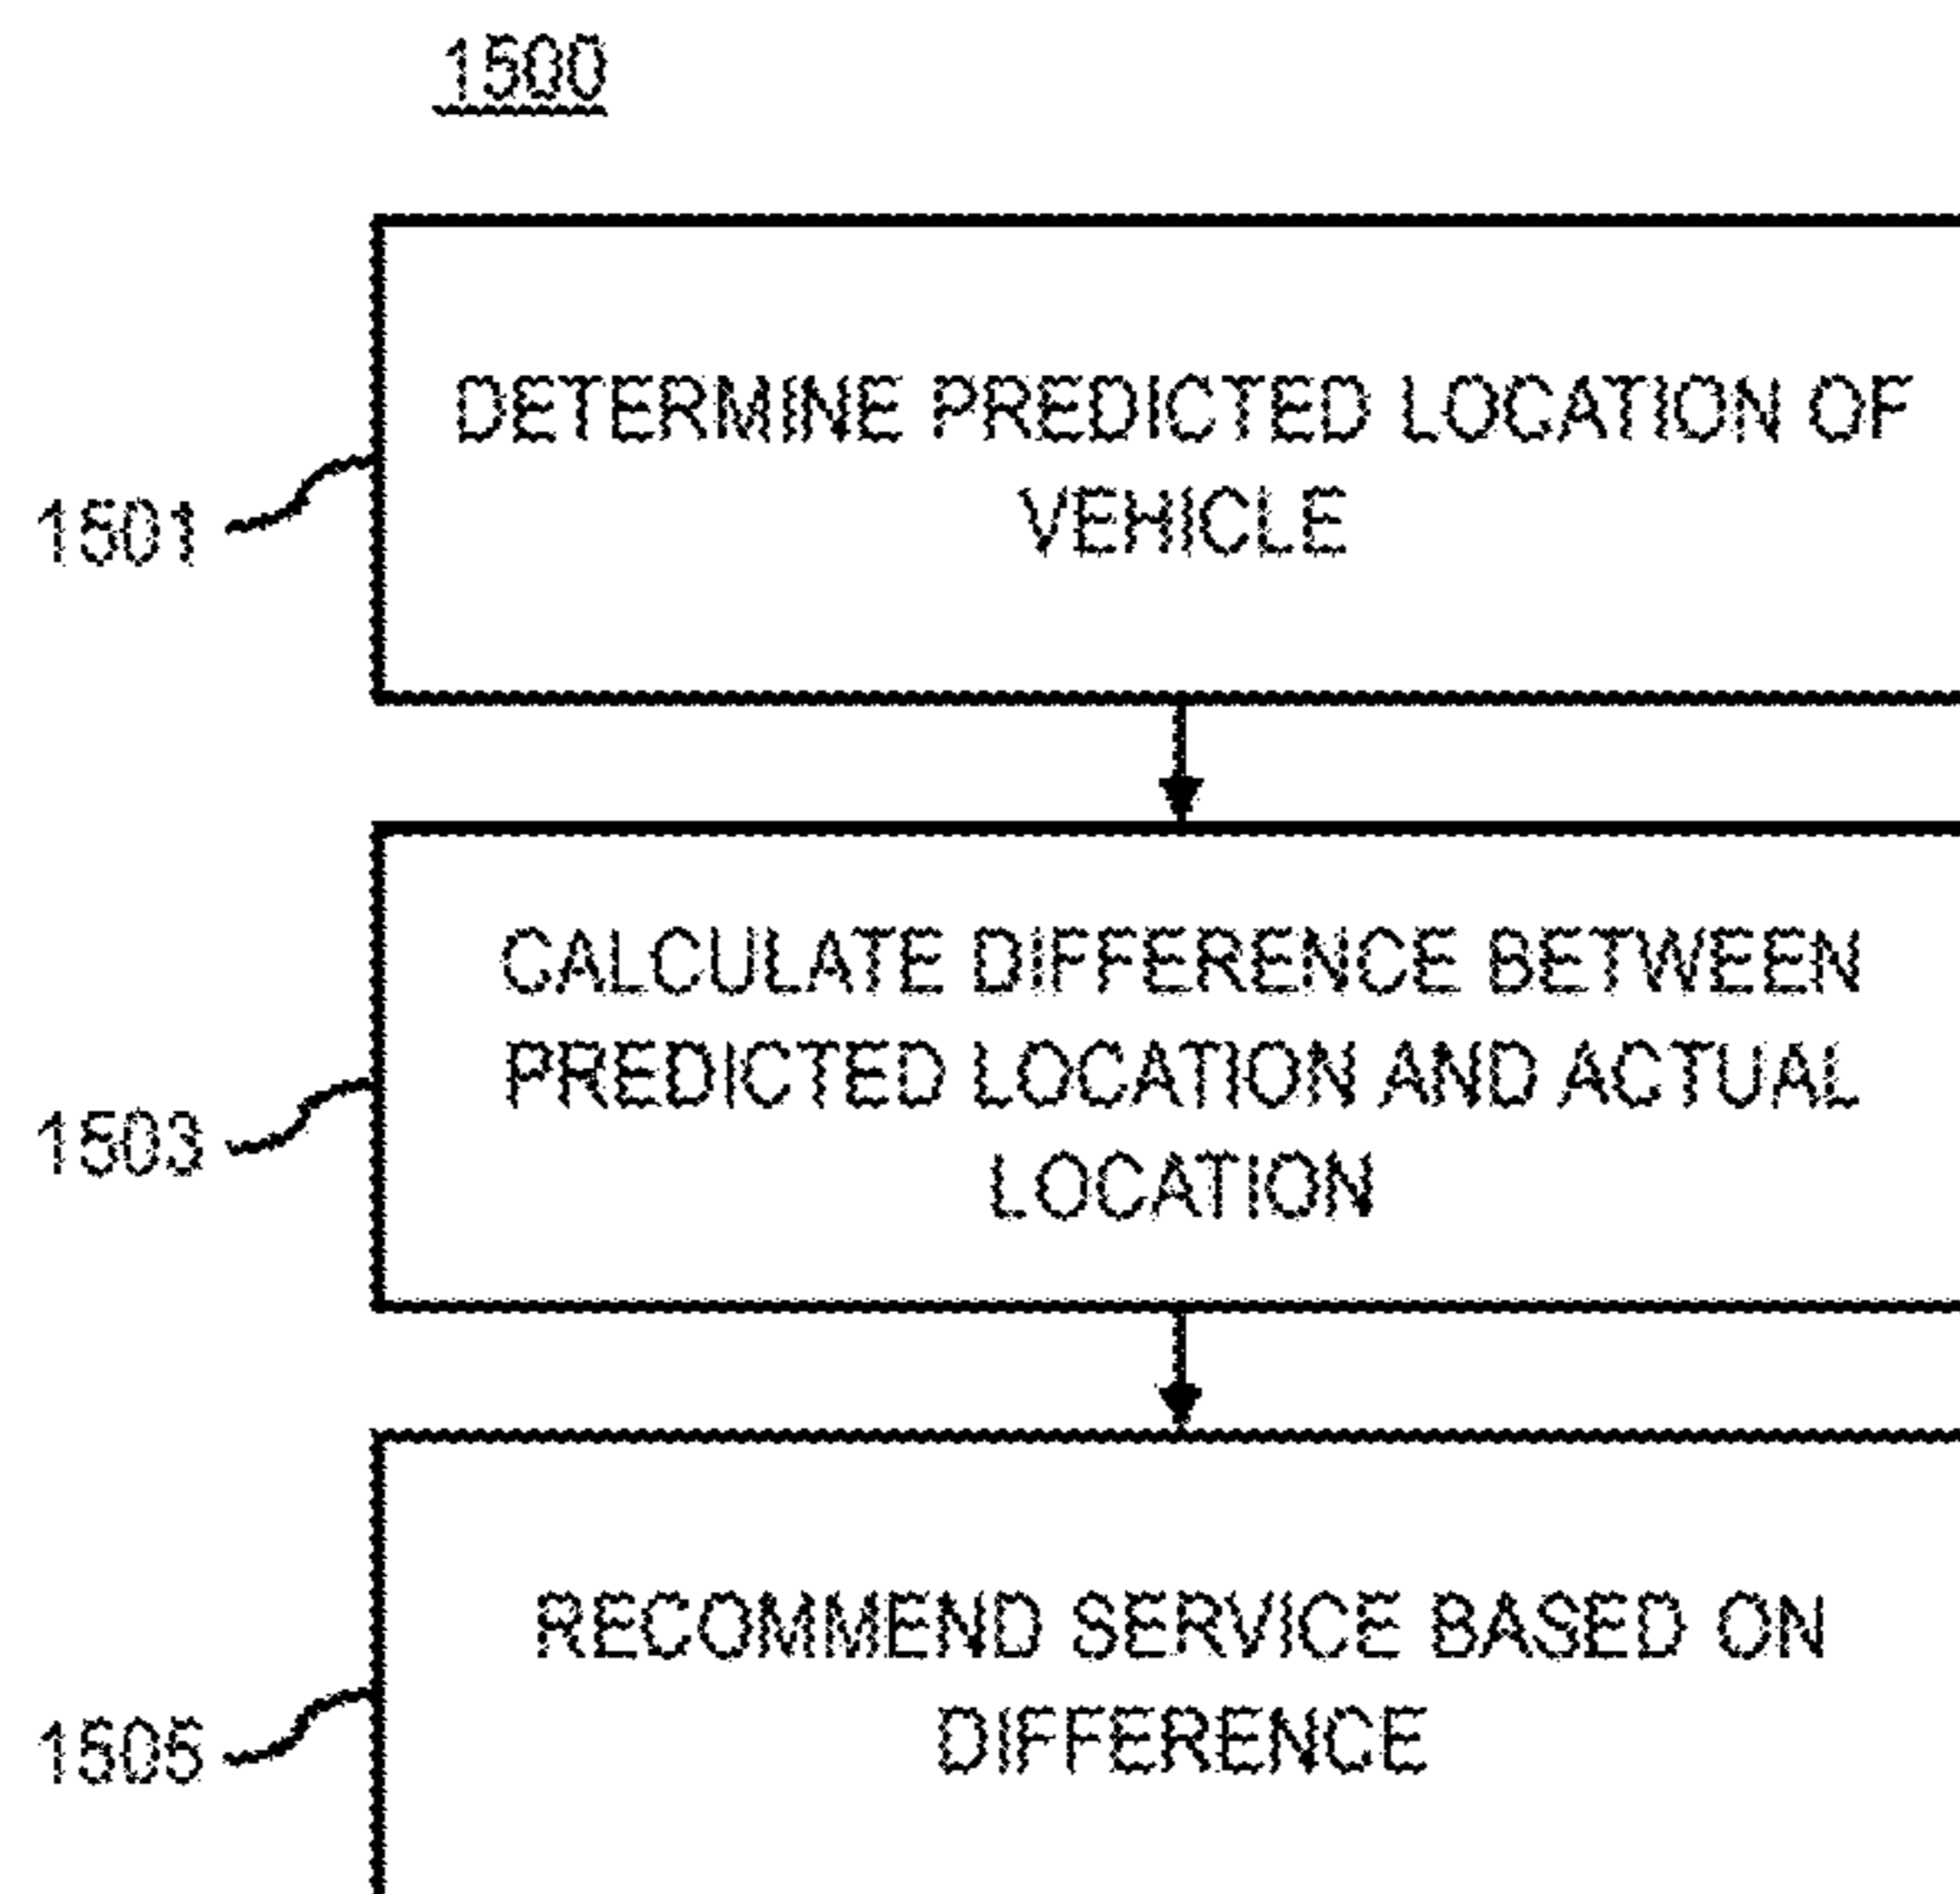 1500
DETERMINE PREDICTED LOCATION OF
VEHICLE
1501
CALCULATE DIFFERENCE BETWEEN
PREDICTED LOCATION AND ACTUAL
LOCATION
1503
RECOMMEND SERVICE BASED ON
DIFFERENCE
1505